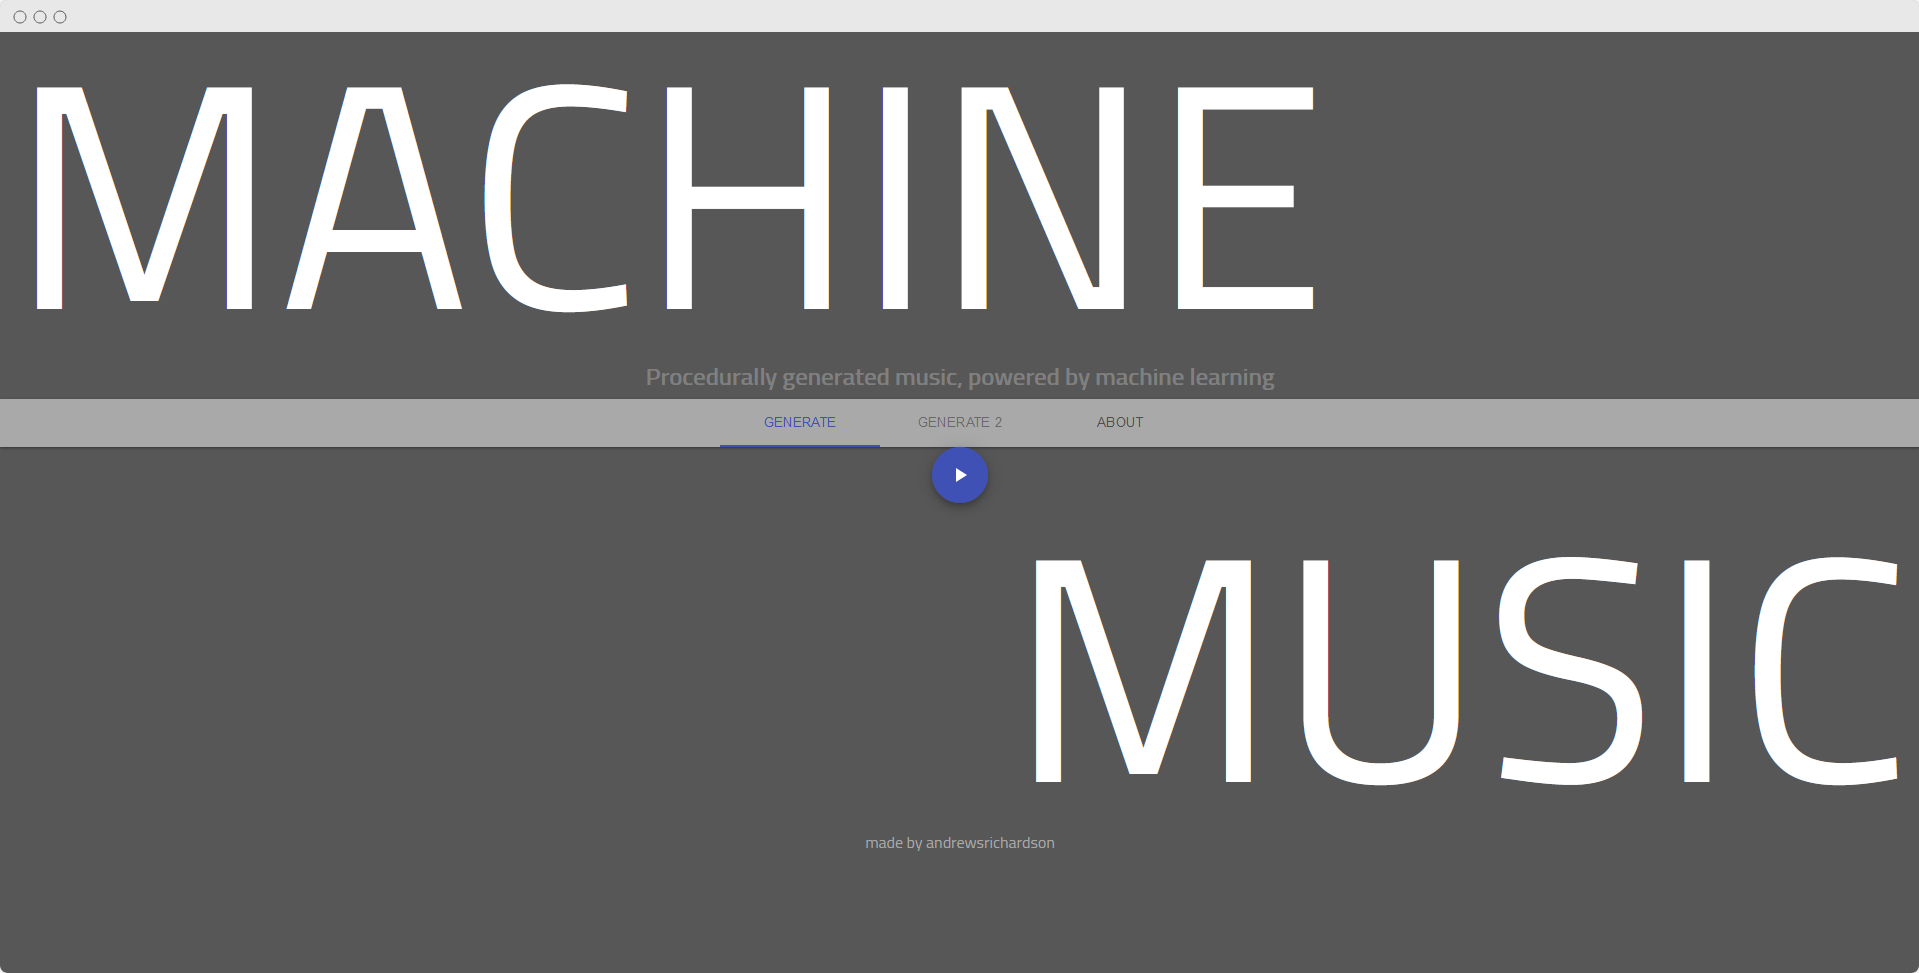 MACHINE
Procedurally generated music, powered by machine learning
GENERATE GENERATE 2 ABOUT
MUSIC
made by andrewsrichardson